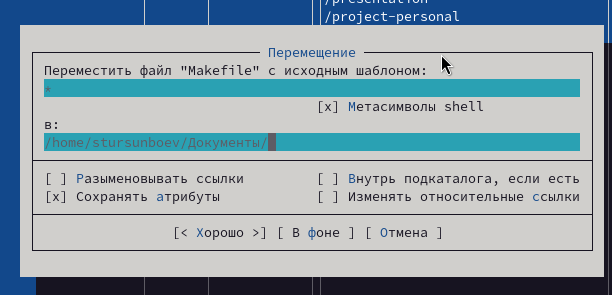 /presentation
/project-personal
Перемещение
Переместить файл "Makefile" с исходным шаблоном:
*
[x] Метасимволы shell
в:
/home/stursunboev/Документы/
[ ] Разыменовывать ссылки [ ] Внутрь подкаталога, если есть
[x] Сохранять атрибуты [ ] Изменять относительные ссылки
[< Хорошо >] [ В фоне ] [ Отмена ]